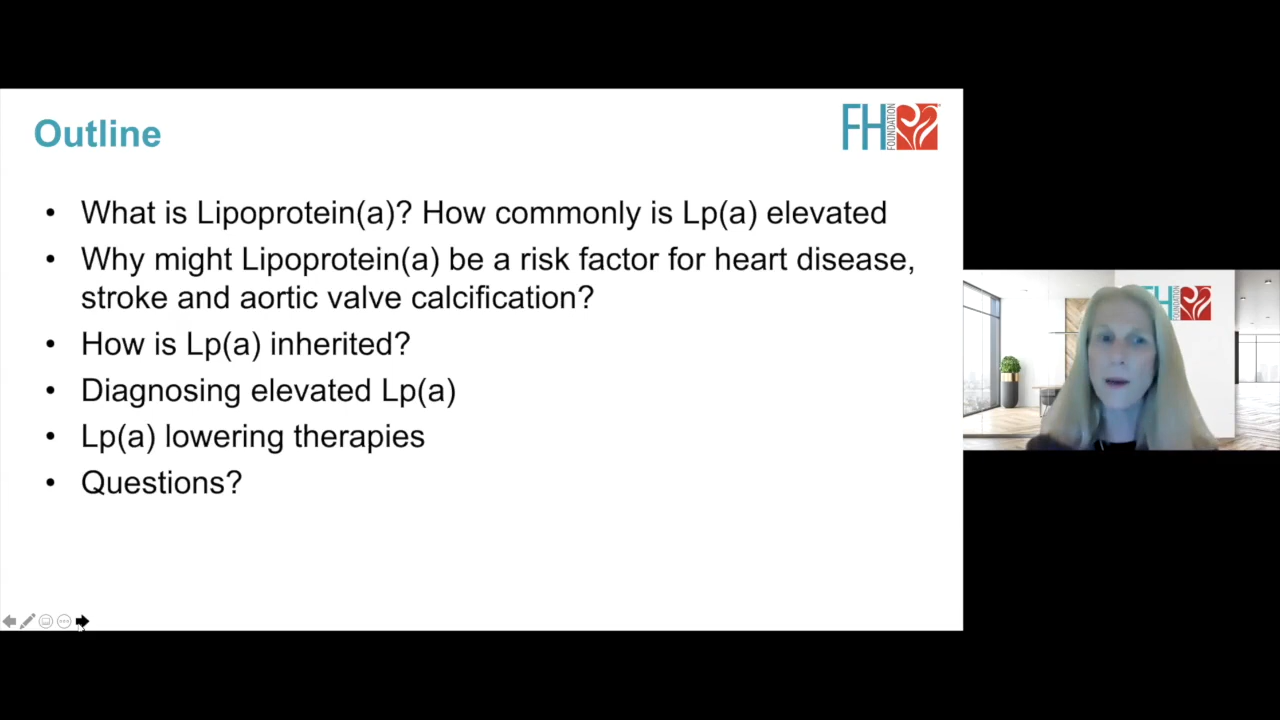 Outline
FH
FOUNDATION
• What is Lipoprotein(a)? How commonly is Lp(a) elevated
• Why might Lipoprotein(a) be a risk factor for heart disease,
stroke and aortic valve calcification?
• How is Lp(a) inherited?
• Diagnosing elevated Lp(a)
• Lp(a) lowering therapies
• Questions?